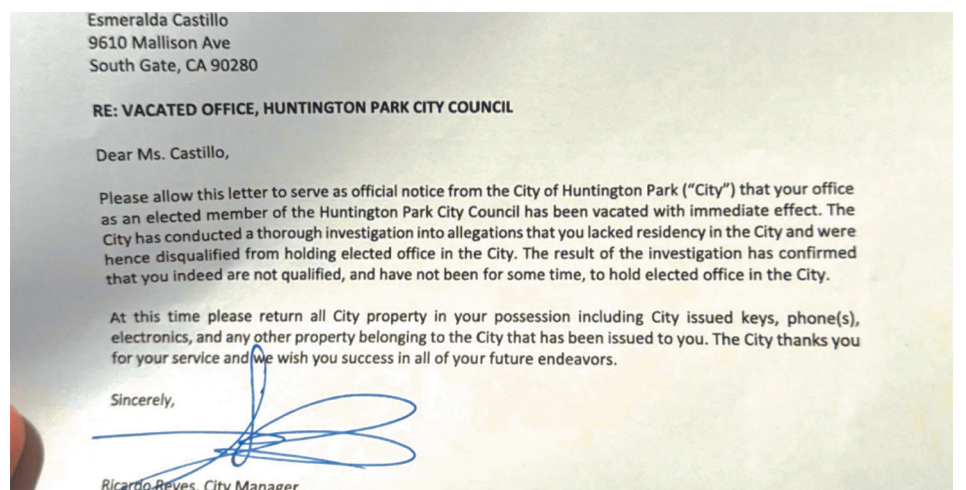 Esmeralda Castillo
9610 Mallison Ave
South Gate, CA 90280
RE: VACATED OFFICE, HUNTINGTON PARK CITY COUNCIL
Dear Ms. Castillo,
Please allow this letter to serve as official notice from the City of Huntington Park (“City”) that your office
as an elected member of the Huntington Park City Council has been vacated with immediate effect. The
City has conducted a thorough investigation into allegations that you lacked residency in the City and were
hence disqualified from holding elected office in the City. The result of the investigation has confirmed
that you indeed are not qualified, and have not been for some time, to hold elected office in the City.
At this time please return all City property in your possession including City issued keys, phone(s),
electronics, and any other property belonging to the City that has been issued to you. The City thanks you
for your service and we wish you success in all of your future endeavors.
Sincerely,
Ricardo Reyes, City Manager